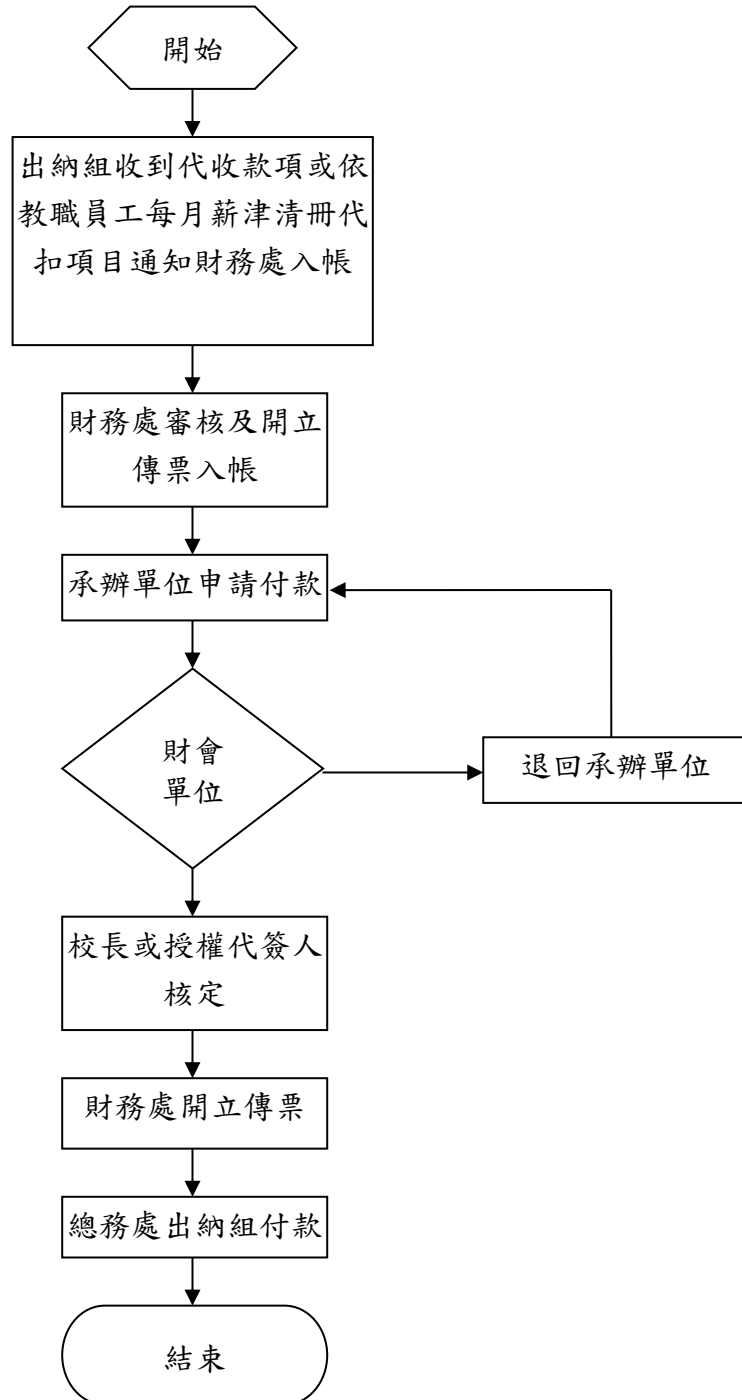 開始
出納組收到代收款項或依
教職員工每月薪津清冊代
扣項目通知財務處入帳
財務處審核及開立
傳票入帳
承辦單位申請付款
財會
單位
退回承辦單位
校長或授權代簽人
核定
財務處開立傳票
總務處出納組付款
結束